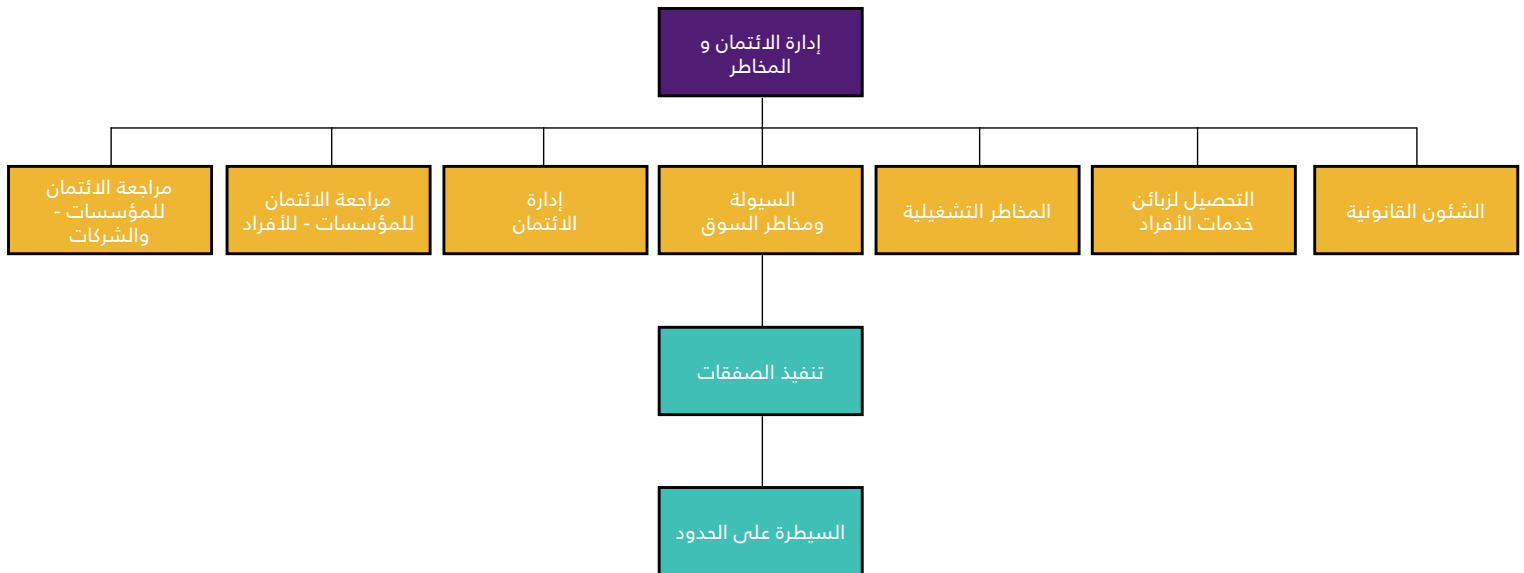 إدارة الائتمان و
المخاطر
الشئون القانونية
التحصيل لزبائن
خدمات الأفراد
المخاطر التشغيلية
السيولة
ومخاطر السوق
إدارة
الائتمان
مراجعة الائتمان
للمؤسسات - للأفراد
مراجعة الائتمان
للمؤسسات -
والشركات
تنفيذ الصفقات
السيطرة على الحدود